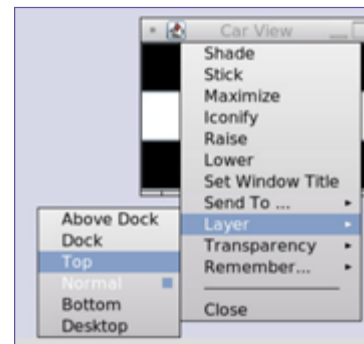 Car View
Shade
Stick
Maximize
Iconify
Raise
Lower
Set Window Title
Send To ...
Layer
Transparency
Remember...
Close
Above Dock
Dock
Top
Normal
Bottom
Desktop